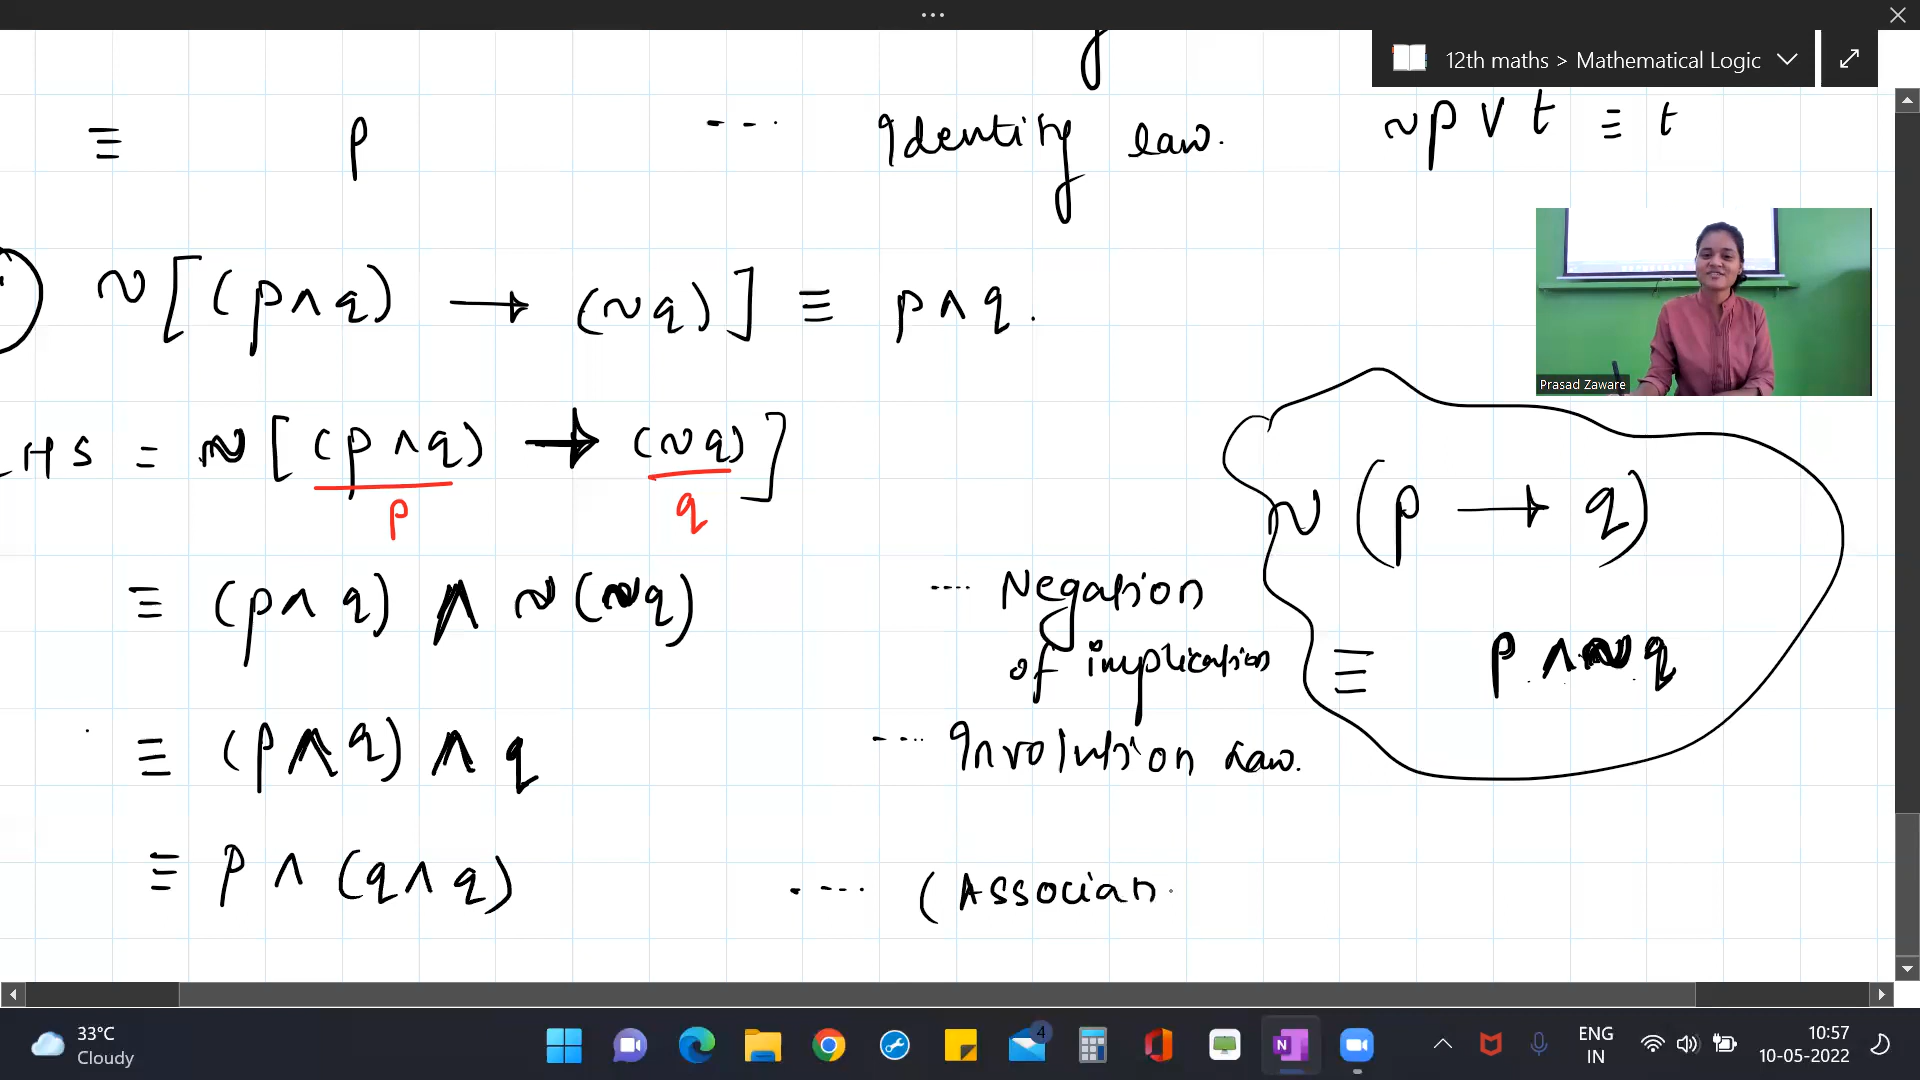 12th maths > Mathematical Logic
≡ p ---- Identity law. ~p ∨ t ≡ t
~[(p ∧ q) → (~q)] ≡ p ∧ q.
Prasad Zaware
LHS = ~[(p ∧ q) → (~q)]
p q
~(p → q)
≡ (p ∧ q) ∧ ~(~q) ---- Negation
of implication
≡ p ∧ ~q
≡ (p ∧ q) ∧ q ---- Involution Law.
≡ p ∧ (q ∧ q) ---- (Associan
33°C
Cloudy
4
ENG
IN
10:57
10-05-2022